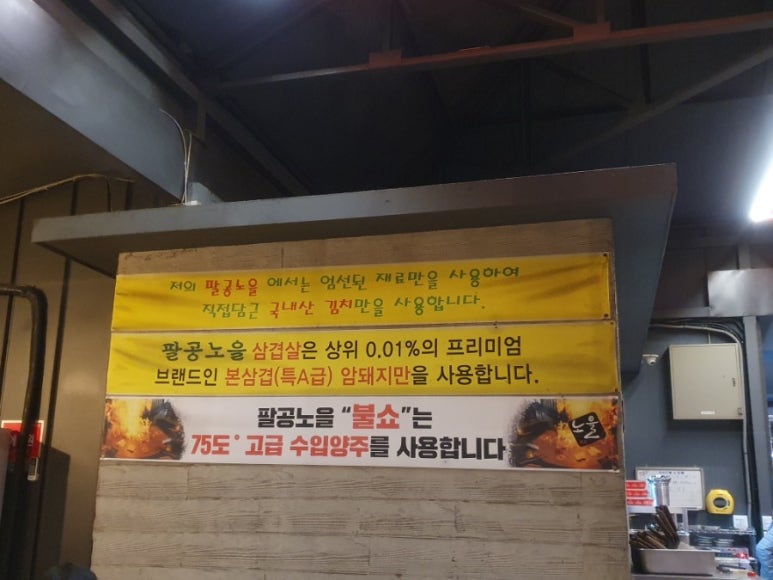 저희 팔공노을 에서는 엄선된 재료만을 사용하여
직접담근 국내산 김치만을 사용합니다.
팔공노을 삼겹살은 상위 0.01%의 프리미엄
브랜드인 본삼겹(특A급) 암돼지만을 사용합니다.
팔공노을 "불쇼"는
75도° 고급 수입양주를 사용합니다
노을